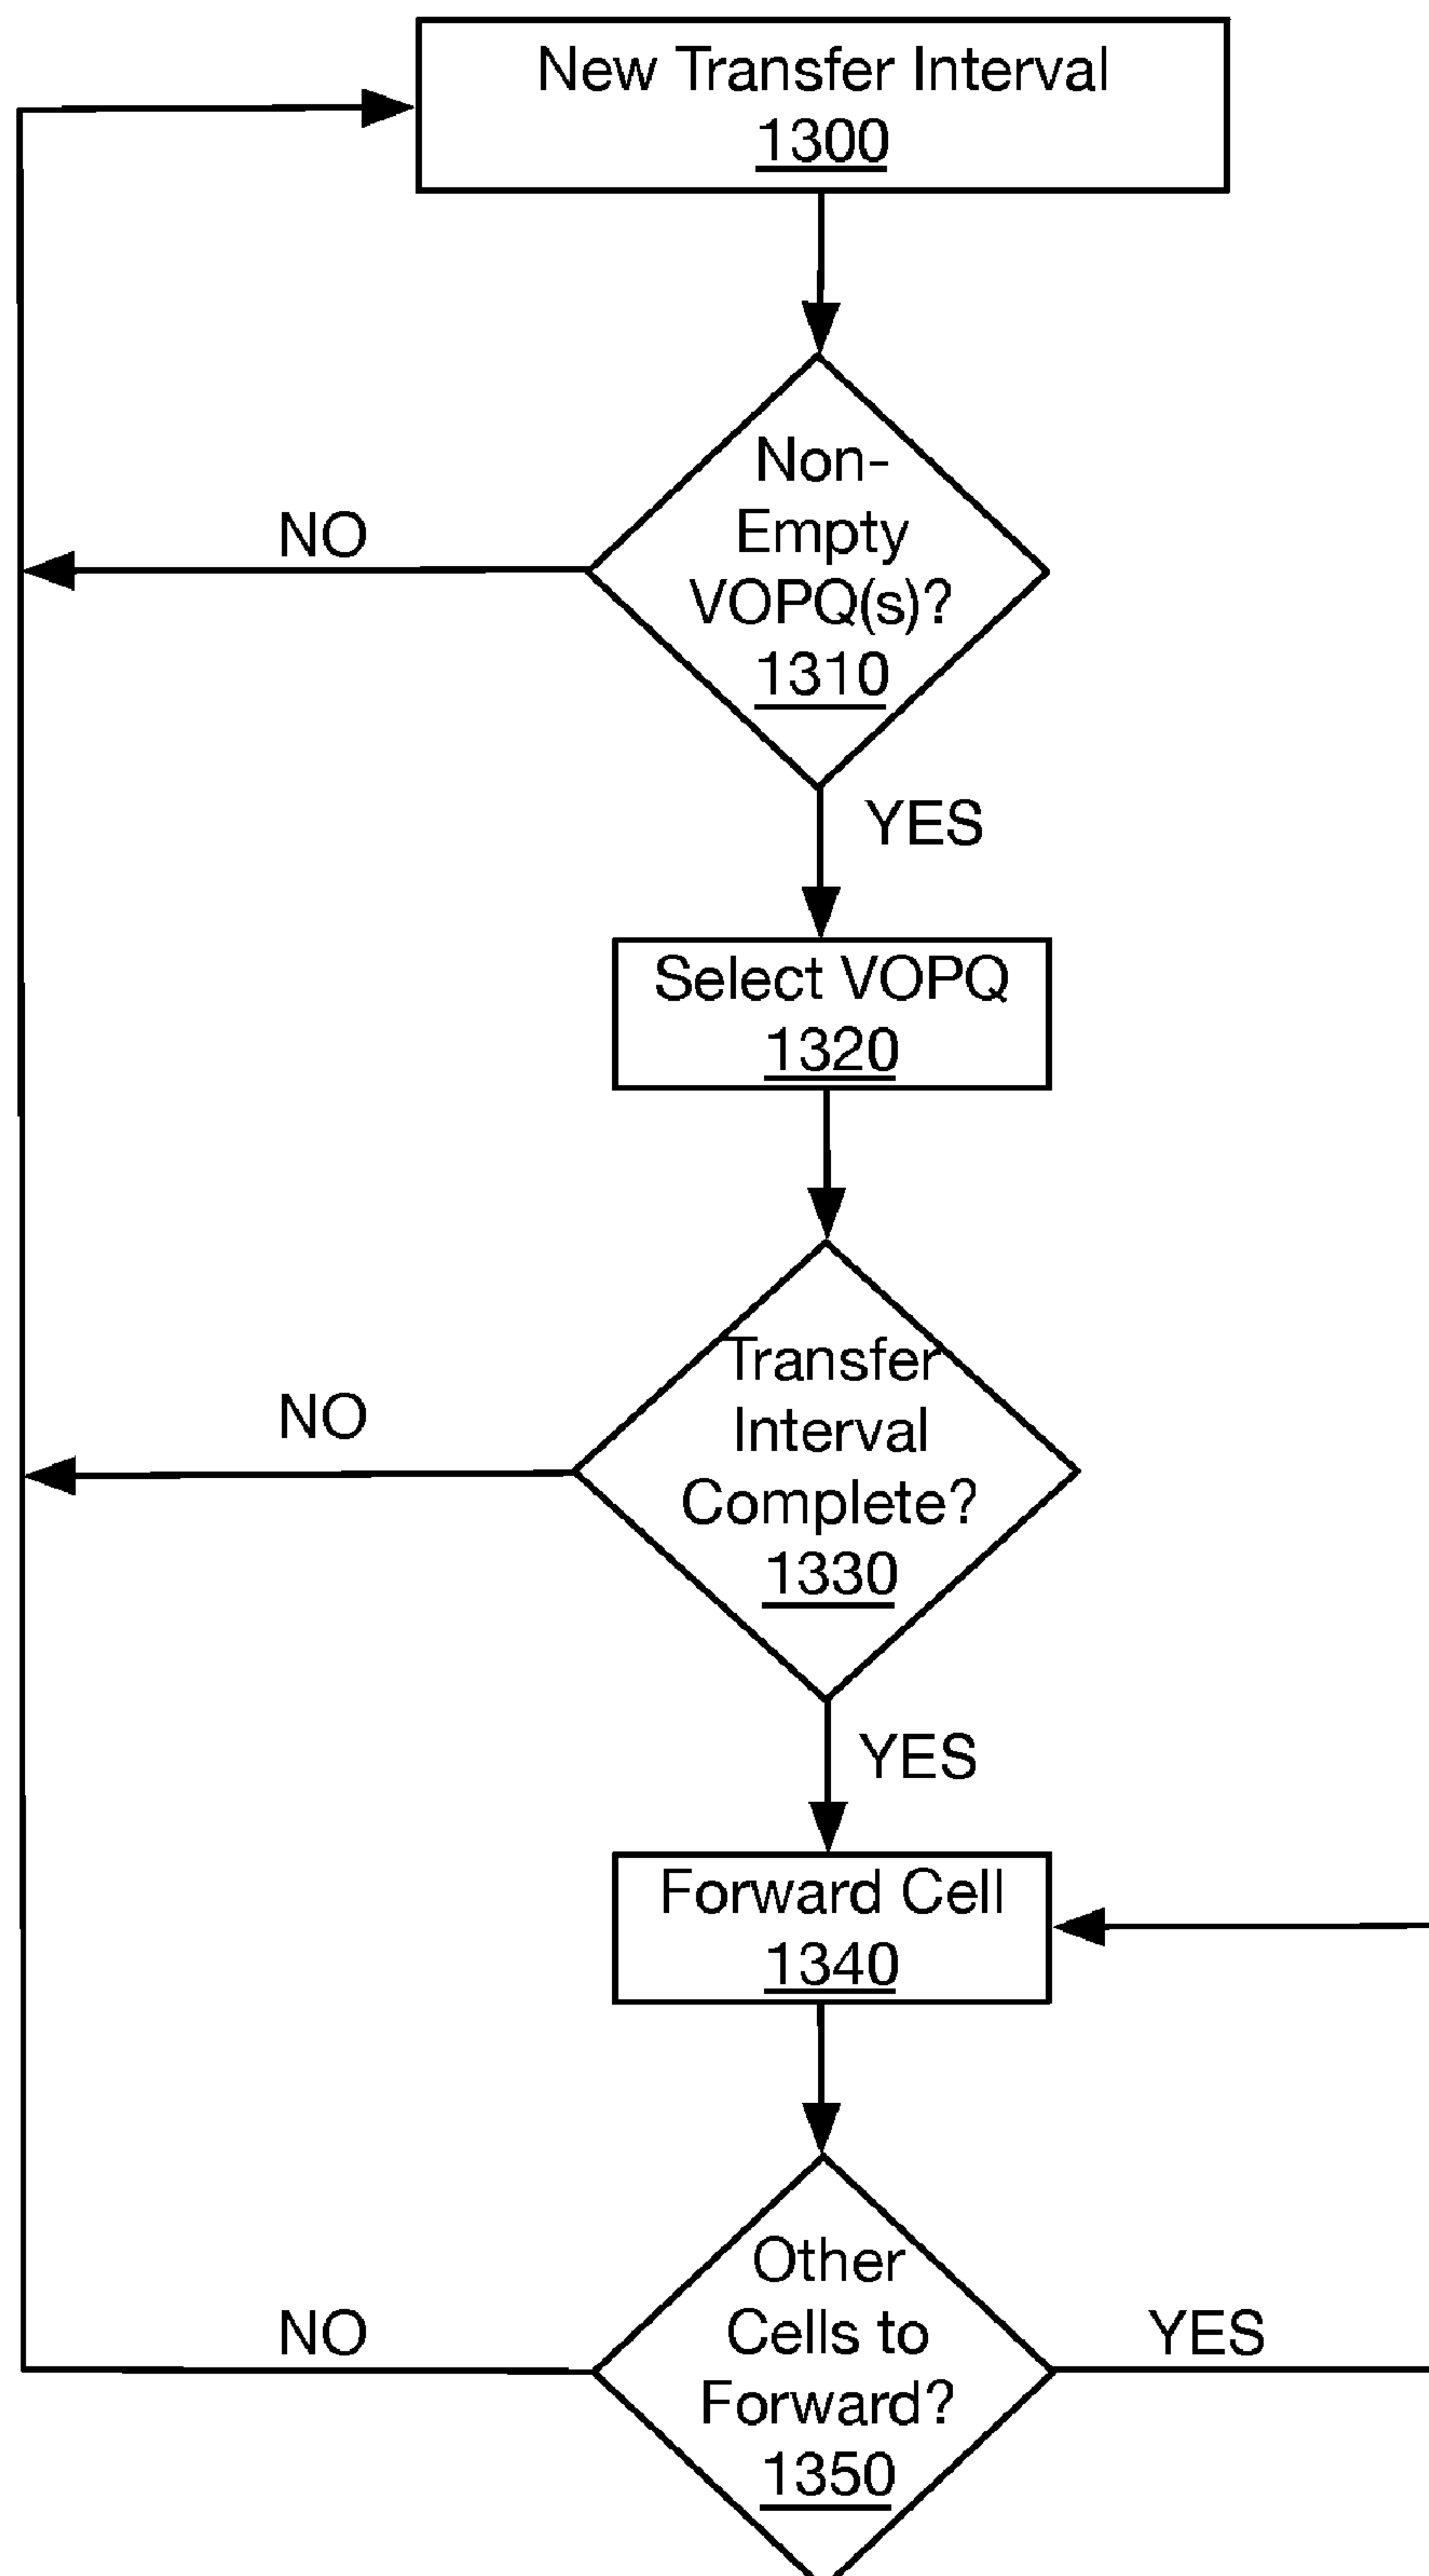 New Transfer Interval
1300
Non-
Empty
VOPQ(s)?
1310
NO
YES
Select VOPQ
1320
Transfer
Interval
Complete?
1330
NO
YES
Forward Cell
1340
Other
Cells to
Forward?
1350
NO
YES